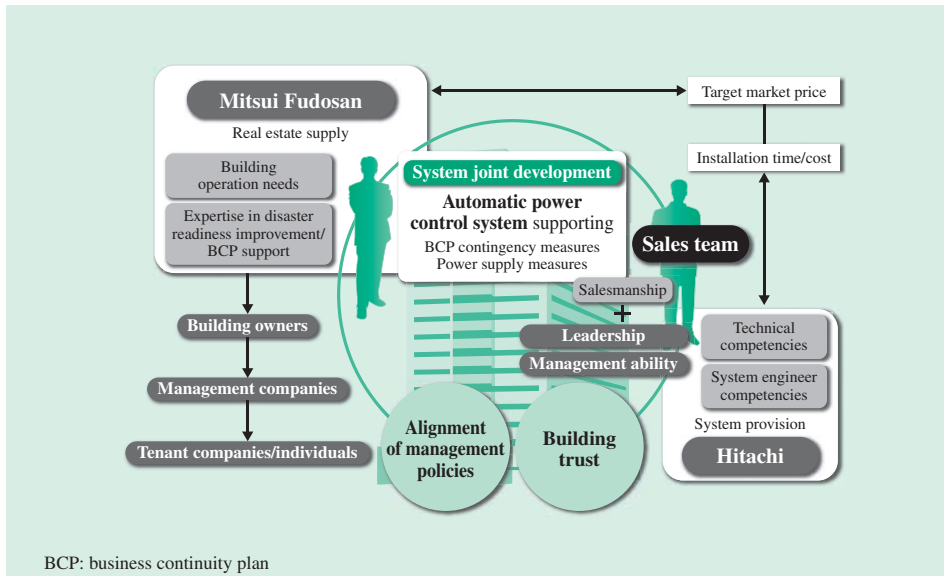 Mitsui Fudosan
Real estate supply
Building
operation needs
Expertise in disaster
readiness improvement/
BCP support
Building owners
Management companies
Tenant companies/individuals
System joint development
Automatic power
control system supporting
BCP contingency measures
Power supply measures
Sales team
Salesmanship
+
Leadership
Management ability
Alignment
of management
policies
Building
trust
Target market price
Installation time/cost
Technical
competencies
System engineer
competencies
System provision
Hitachi
BCP: business continuity plan